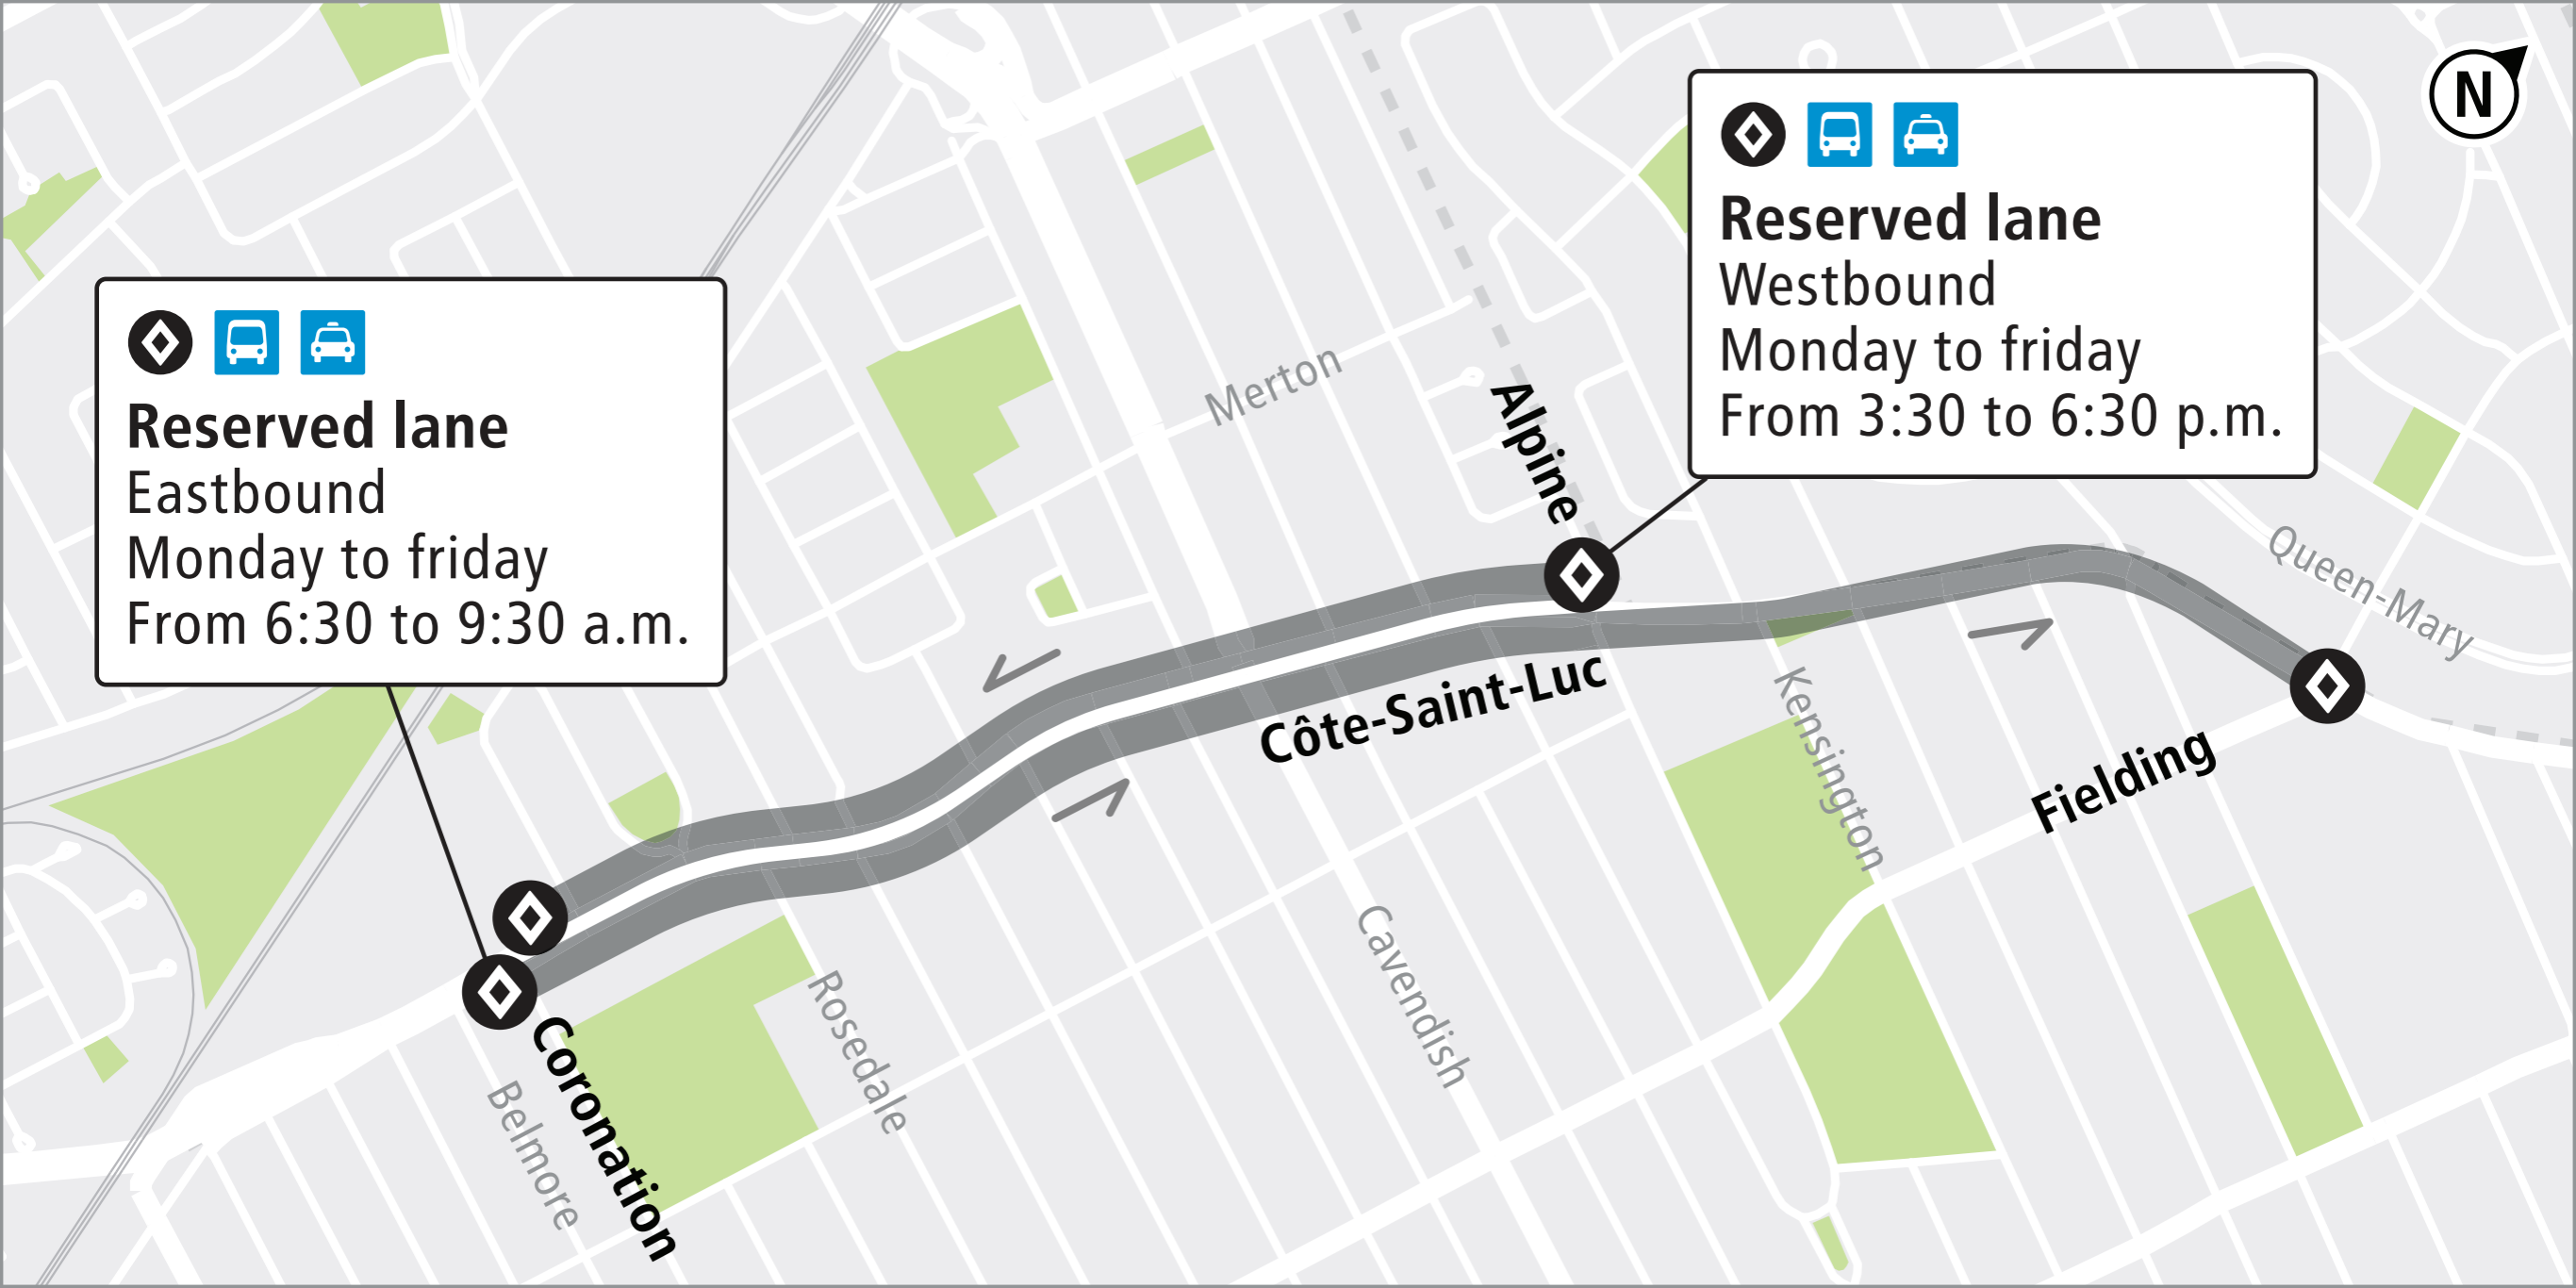 N
Reserved lane
Westbound
Monday to friday
From 3:30 to 6:30 p.m.
Reserved lane
Eastbound
Monday to friday
From 6:30 to 9:30 a.m.
Merton
Alpine
Queen-Mary
Côte-Saint-Luc
Kensington
Fielding
Cavendish
Rosedale
Coronation
Belmore